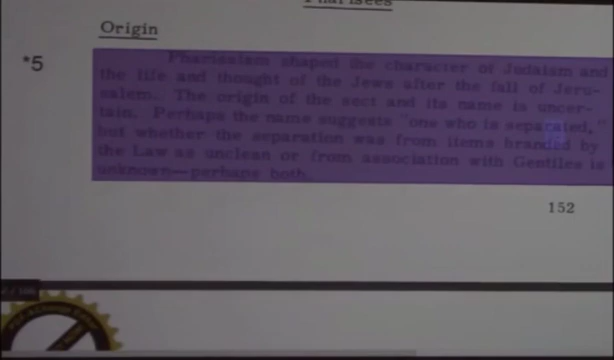 Pharisees
Origin
*5
Pharisaism shaped the character of Judaism and
the life and thought of the Jews after the fall of Jeru-
salem. The origin of the sect and its name is uncer-
tain. Perhaps the name suggests "one who is separated,"
but whether the separation was from items branded by
the Law as unclean or from association with Gentiles is
unknown—perhaps both.
152